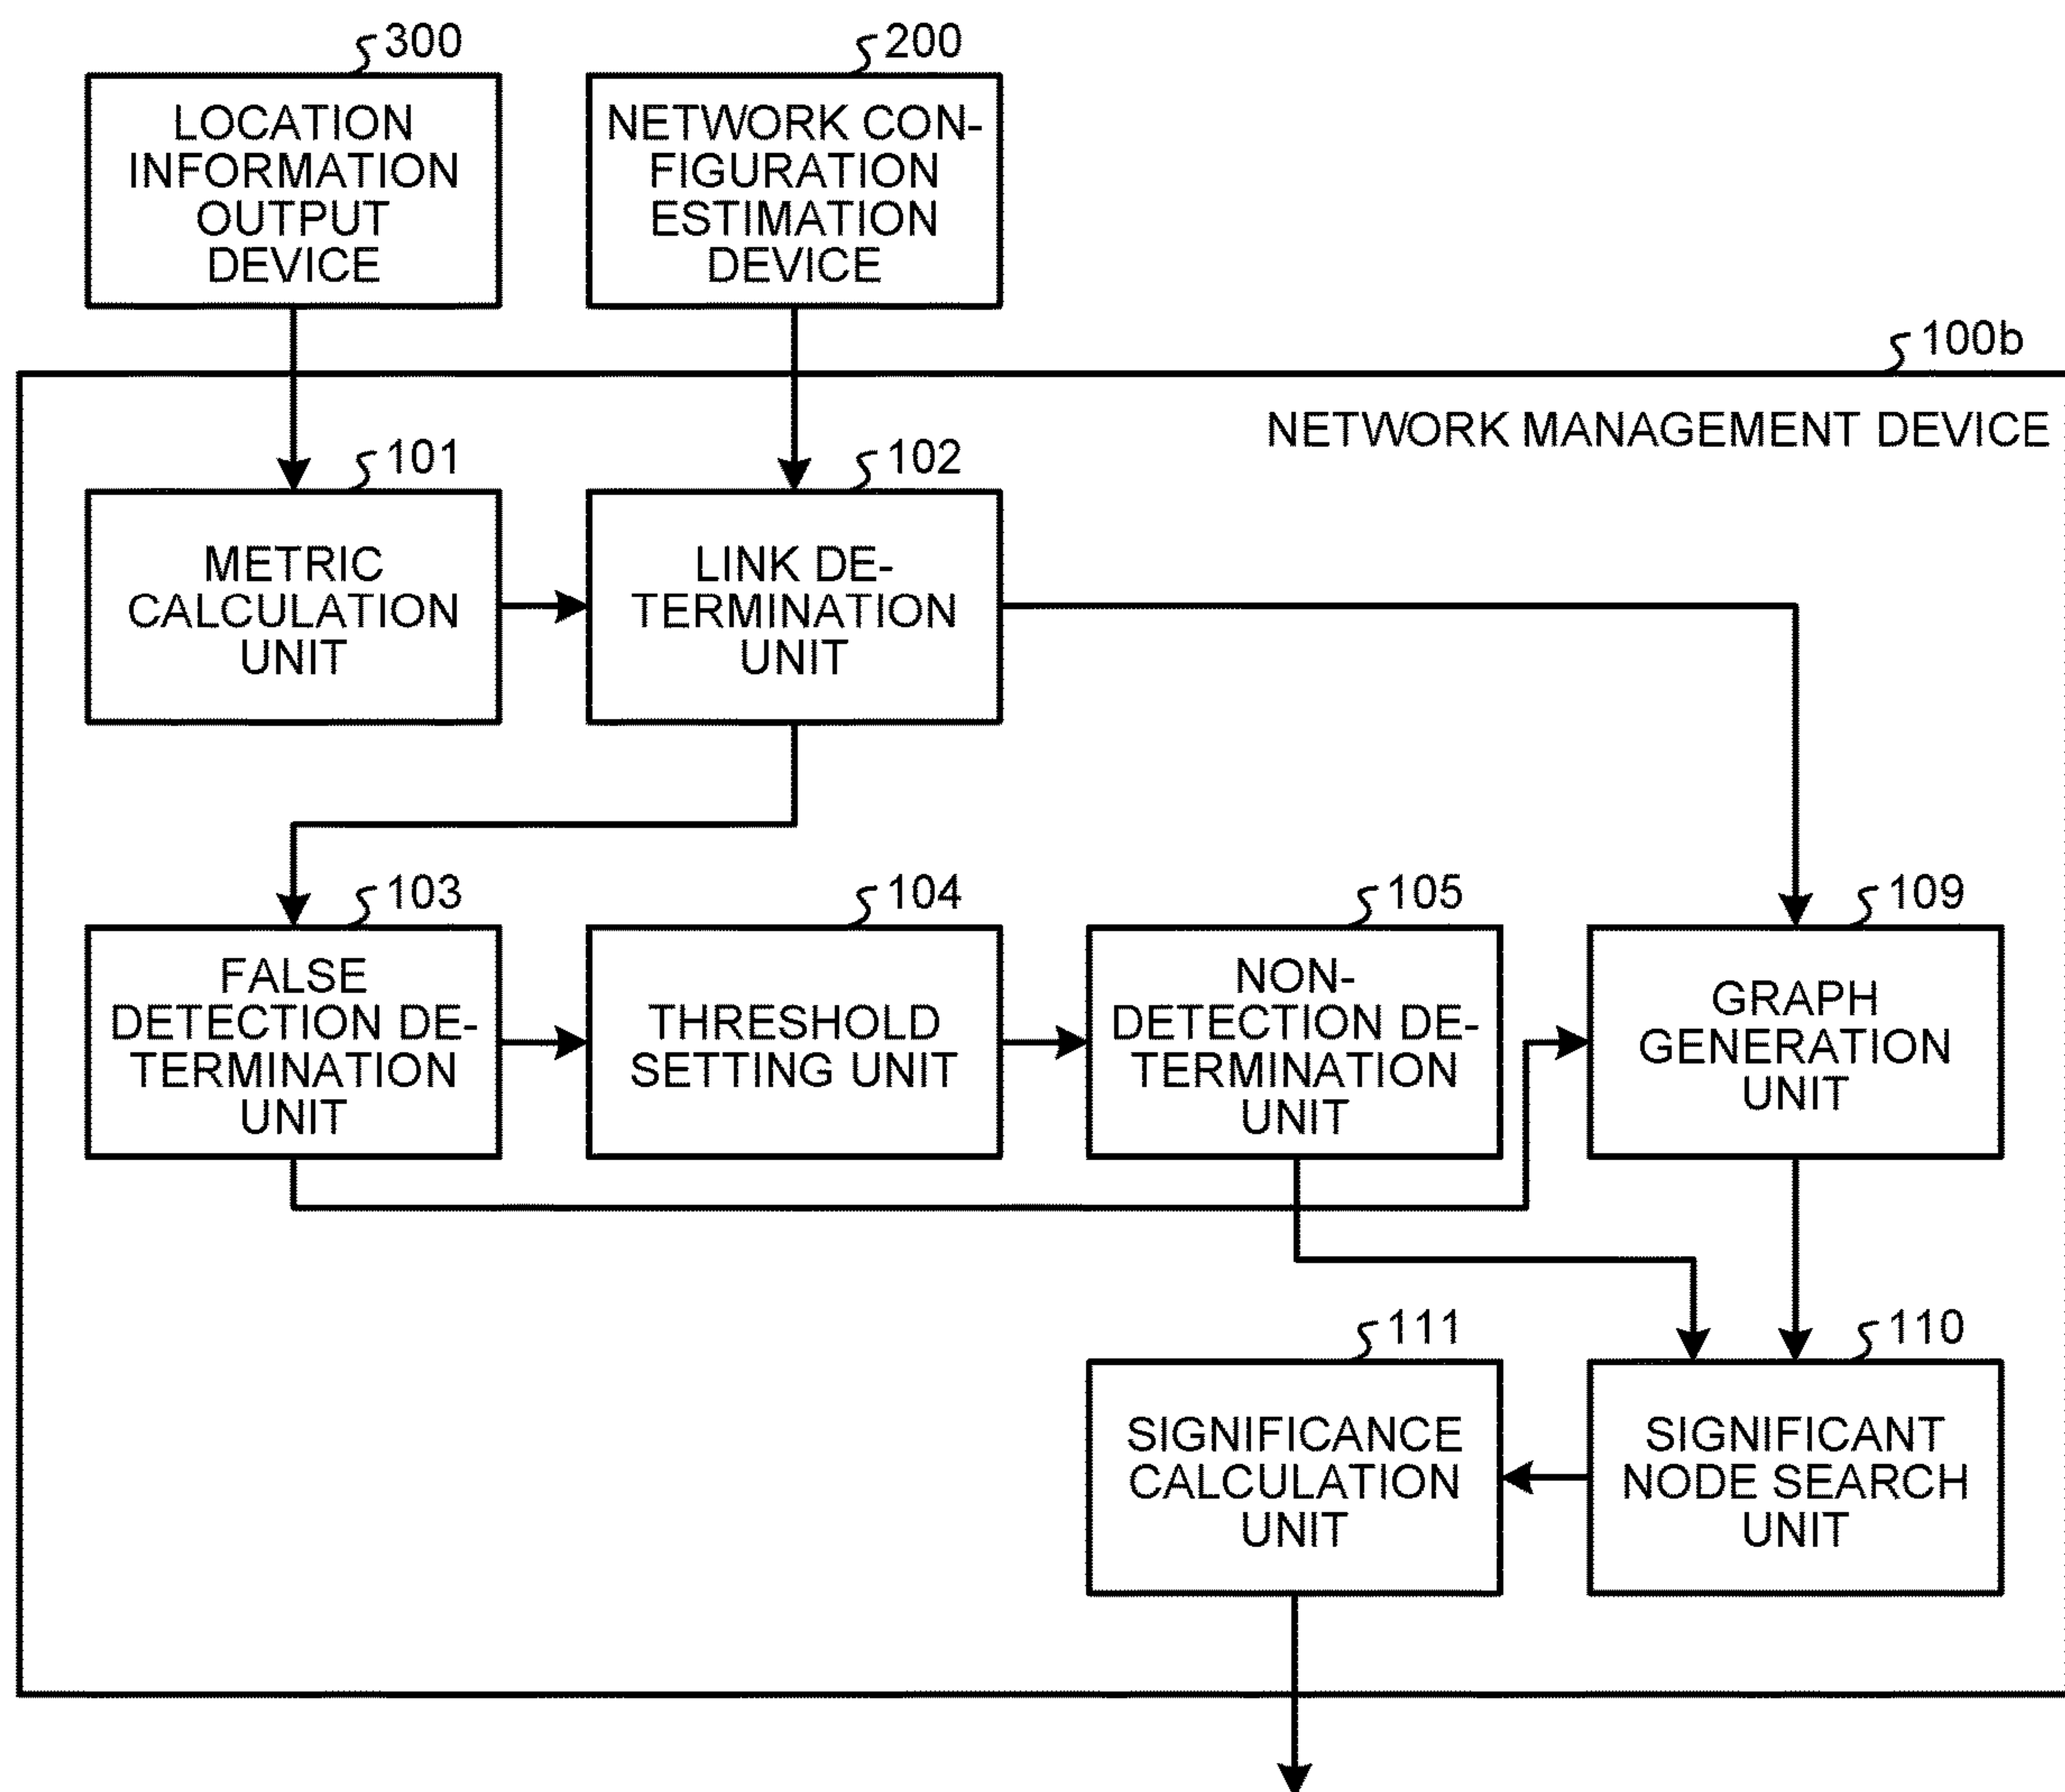 300
200
LOCATION
INFORMATION
OUTPUT
DEVICE
NETWORK CON-
FIGURATION
ESTIMATION
DEVICE
100b
NETWORK MANAGEMENT DEVICE
101
102
METRIC
CALCULATION
UNIT
LINK DE-
TERMINATION
UNIT
103
104
105
109
FALSE
DETECTION DE-
TERMINATION
UNIT
THRESHOLD
SETTING UNIT
NON-
DETECTION DE-
TERMINATION
UNIT
GRAPH
GENERATION
UNIT
111
110
SIGNIFICANCE
CALCULATION
UNIT
SIGNIFICANT
NODE SEARCH
UNIT